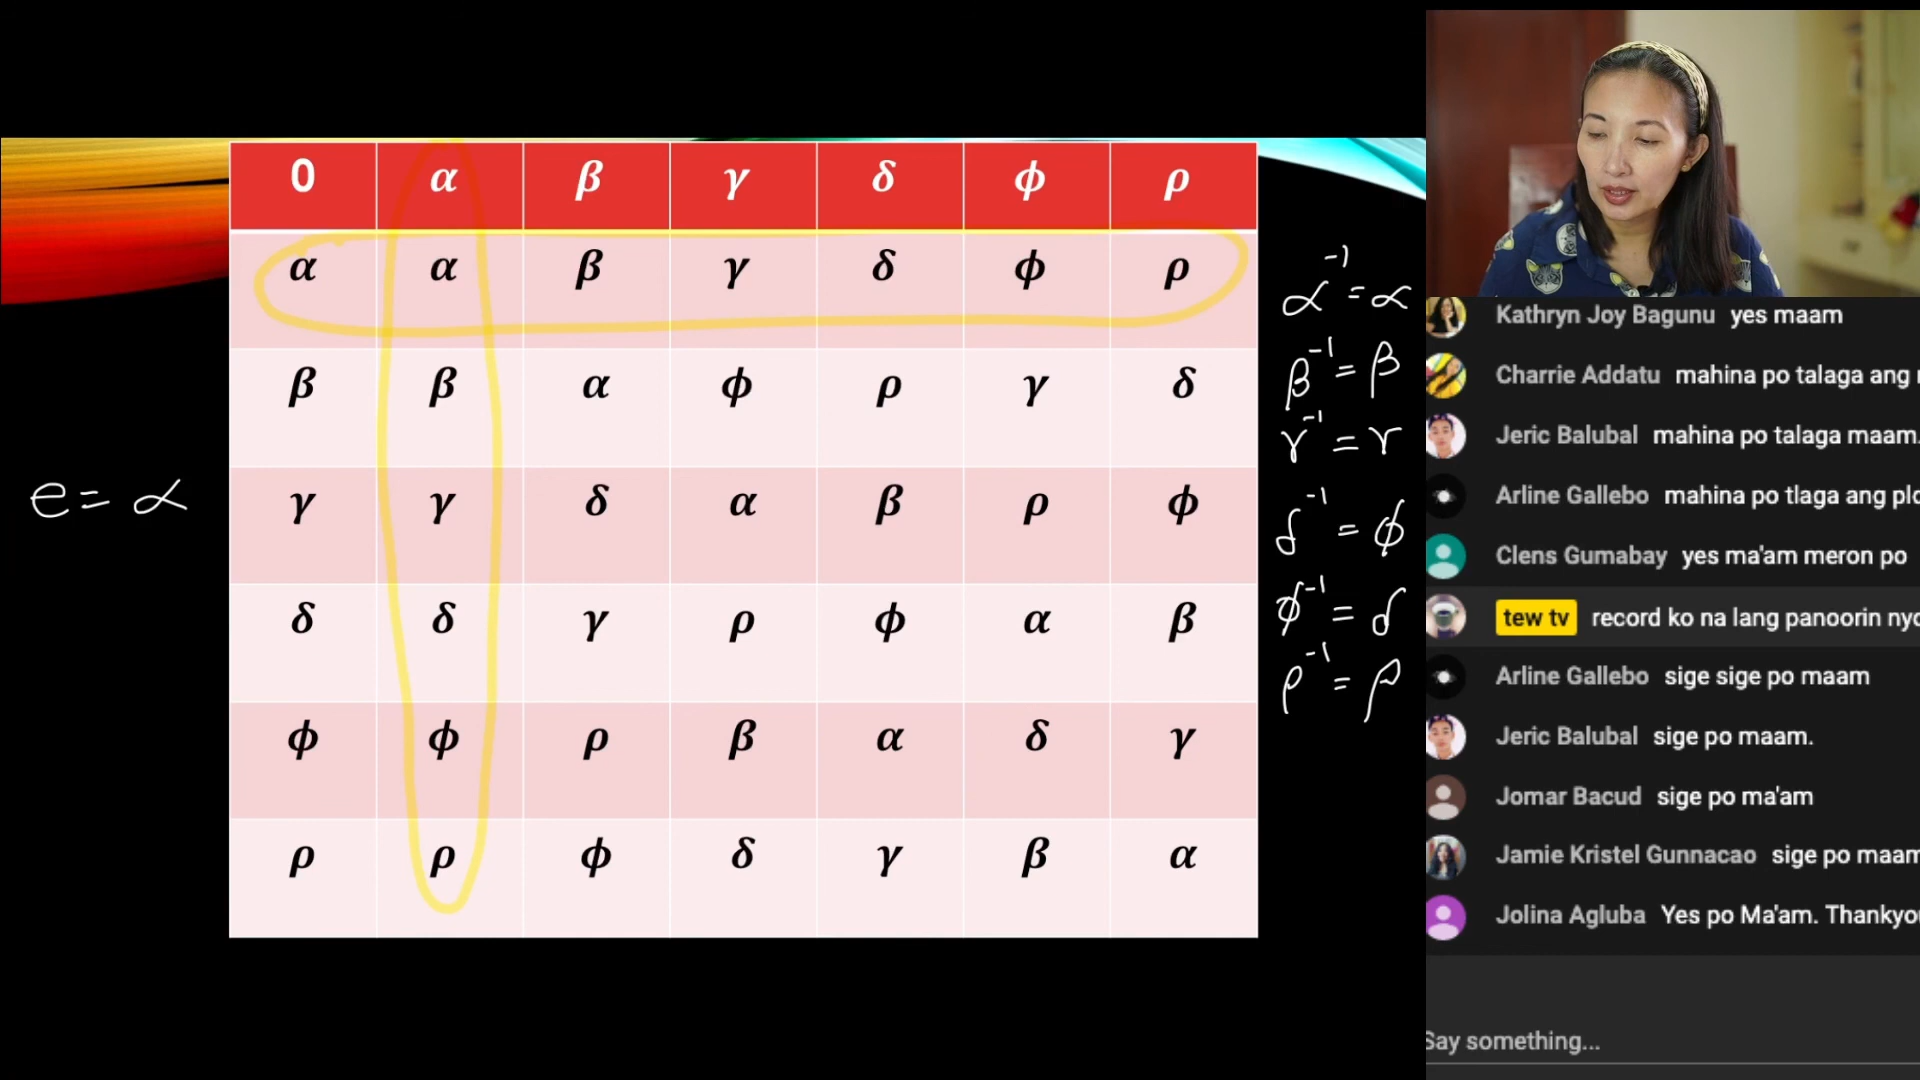 0 α β γ δ ϕ ρ
α α β γ δ ϕ ρ
β β α ϕ ρ γ δ
γ γ δ α β ρ ϕ
δ δ γ ρ ϕ α β
ϕ ϕ ρ β α δ γ
ρ ρ ϕ δ γ β α
e = α
α⁻¹ = α
β⁻¹ = β
γ⁻¹ = γ
δ⁻¹ = ϕ
ϕ⁻¹ = δ
ρ⁻¹ = ρ
Kathryn Joy Bagunu yes maam
Charrie Addatu mahina po talaga ang
Jeric Balubal mahina po talaga maam.
Arline Gallebo mahina po tlaga ang
Clens Gumabay yes ma'am meron po
tew tv record ko na lang panoorin
Arline Gallebo sige sige po maam
Jeric Balubal sige po maam.
Jomar Bacud sige po ma'am
Jamie Kristel Gunnacao sige po maam
Jolina Agluba Yes po Ma'am.
Say something...